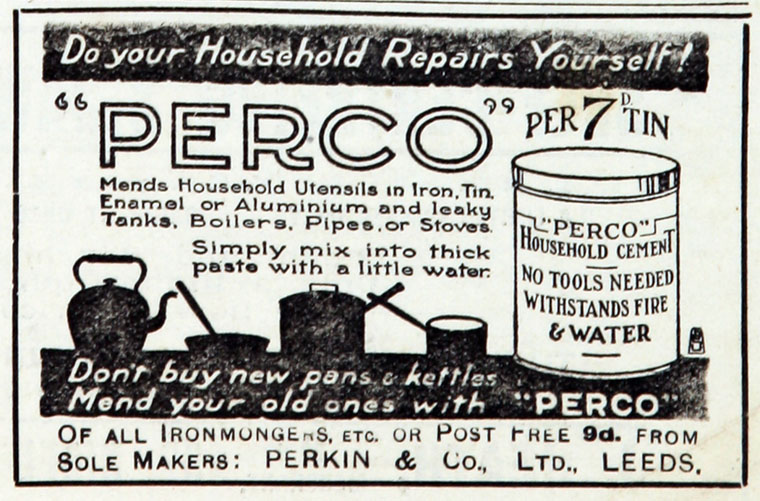 Do your Household Repairs Yourself!
"PERCO"
PER 7D. TIN
Mends Household Utensils in Iron, Tin,
Enamel or Aluminium and leaky
Tanks, Boilers, Pipes, or Stoves.
Simply mix into thick
paste with a little water.
"PERCO"
HOUSEHOLD CEMENT
NO TOOLS NEEDED
WITHSTANDS FIRE
& WATER
Don't buy new pans & kettles
Mend your old ones with "PERCO"
OF ALL IRONMONGERS, ETC. OR POST FREE 9d. FROM
SOLE MAKERS: PERKIN & Co., LTD., LEEDS.